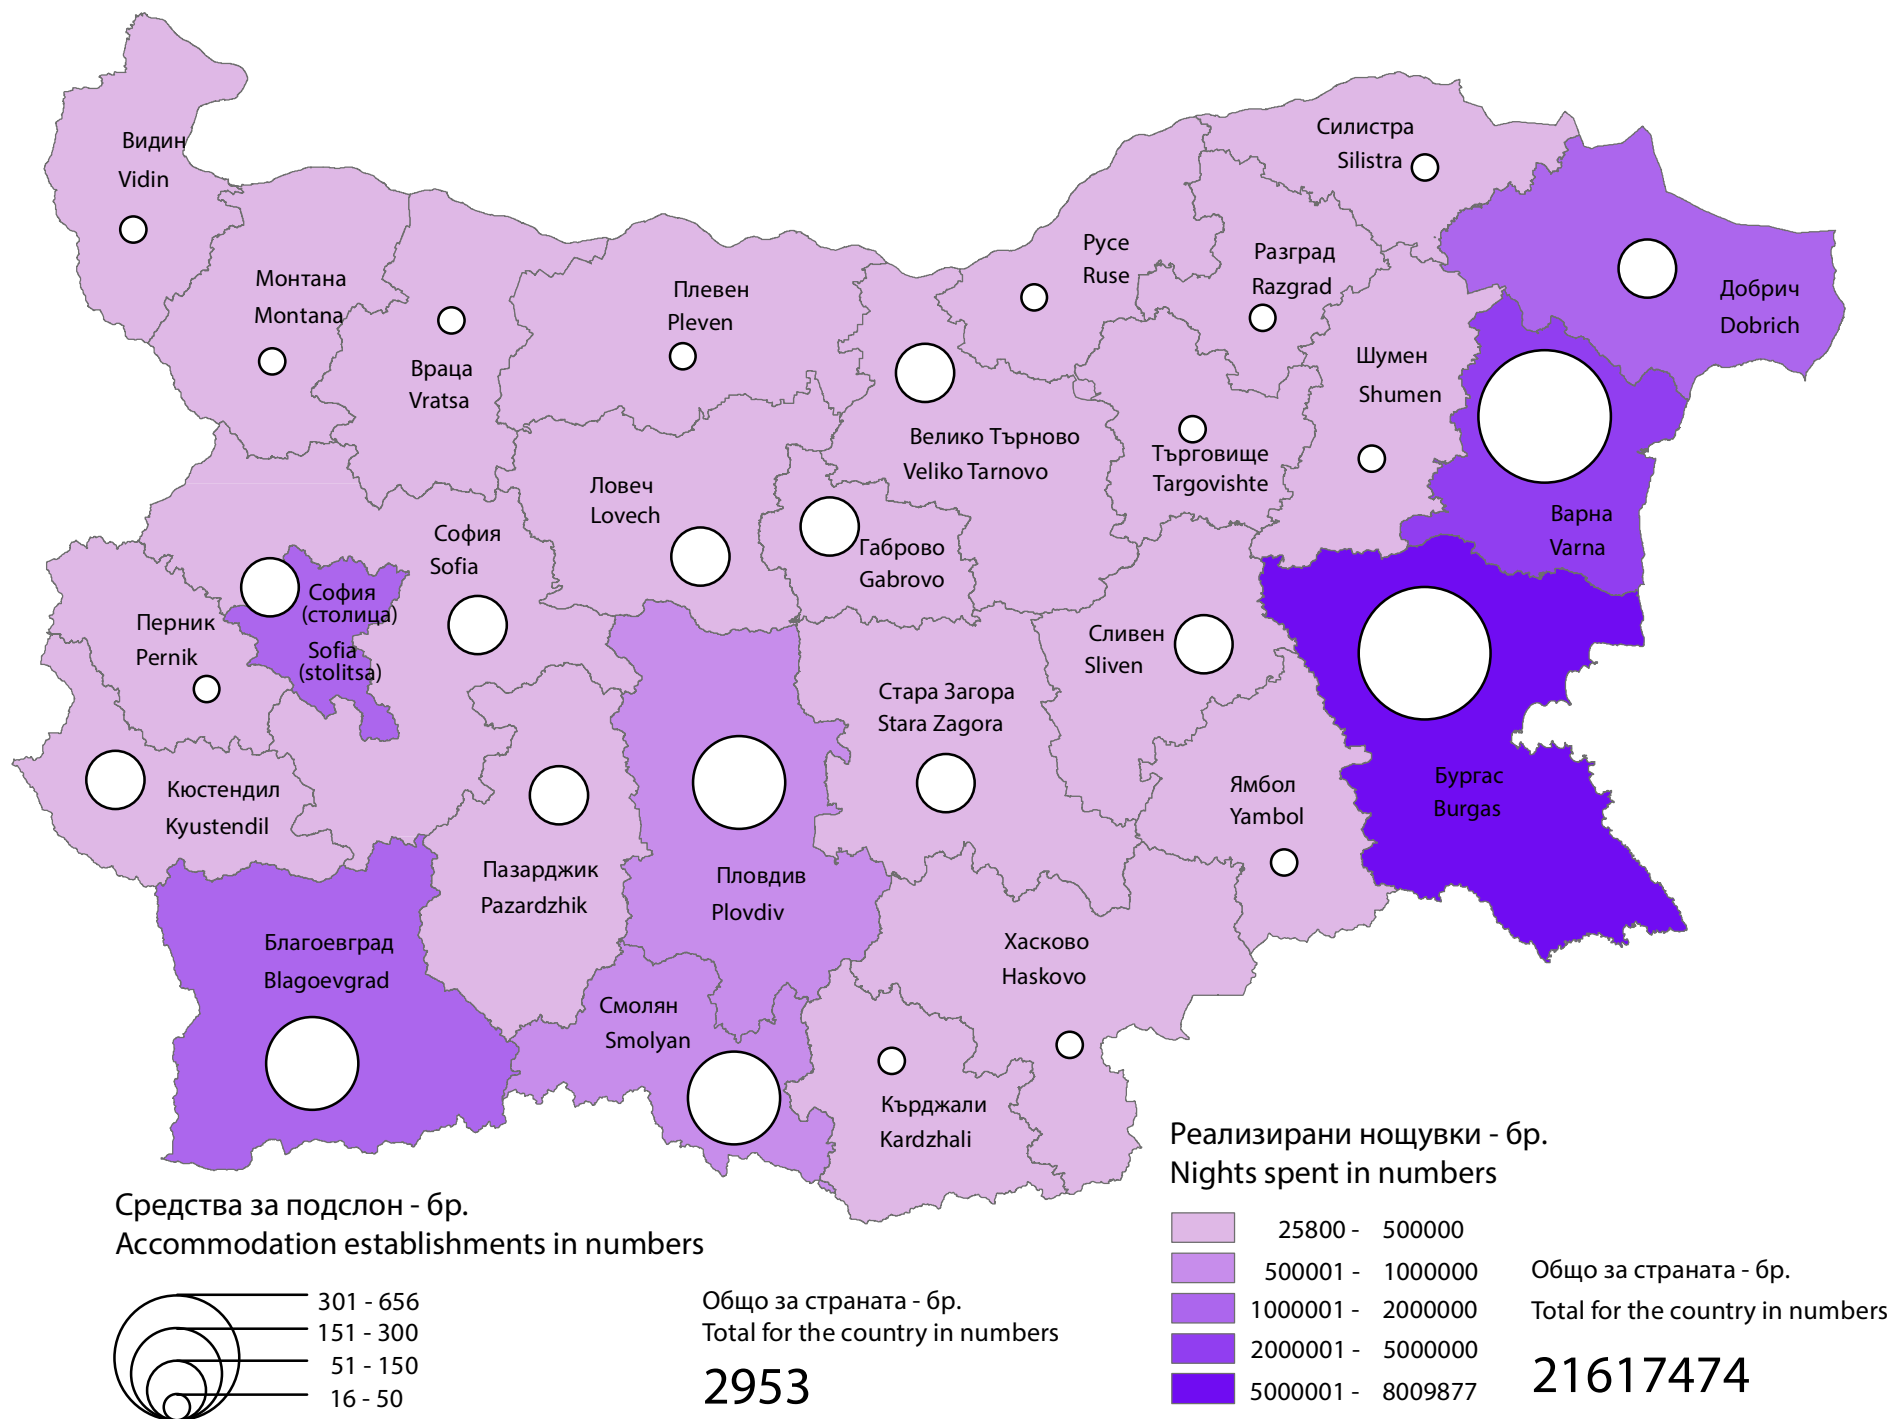 Видин
Vidin
Монтана
Montana
Враца
Vratsa
Плевен
Pleven
Русе
Ruse
Разград
Razgrad
Силистра
Silistra
Добрич
Dobrich
Шумен
Shumen
Варна
Varna
Търговище
Targovishte
Велико Търново
Veliko Tarnovo
Ловеч
Lovech
Габрово
Gabrovo
София
Sofia
София
(столица)
Sofia
(stolitsa)
Перник
Pernik
Кюстендил
Kyustendil
Сливен
Sliven
Стара Загора
Stara Zagora
Ямбол
Yambol
Бургас
Burgas
Пазарджик
Pazardzhik
Пловдив
Plovdiv
Благоевград
Blagoevgrad
Смолян
Smolyan
Хасково
Haskovo
Кърджали
Kardzhali
Средства за подслон - бр.
Accommodation establishments in numbers
301 - 656
151 - 300
51 - 150
16 - 50
Общо за страната - бр.
Total for the country in numbers
2953
Реализирани нощувки - бр.
Nights spent in numbers
25800 - 500000
500001 - 1000000
1000001 - 2000000
2000001 - 5000000
5000001 - 8009877
Общо за страната - бр.
Total for the country in numbers
21617474